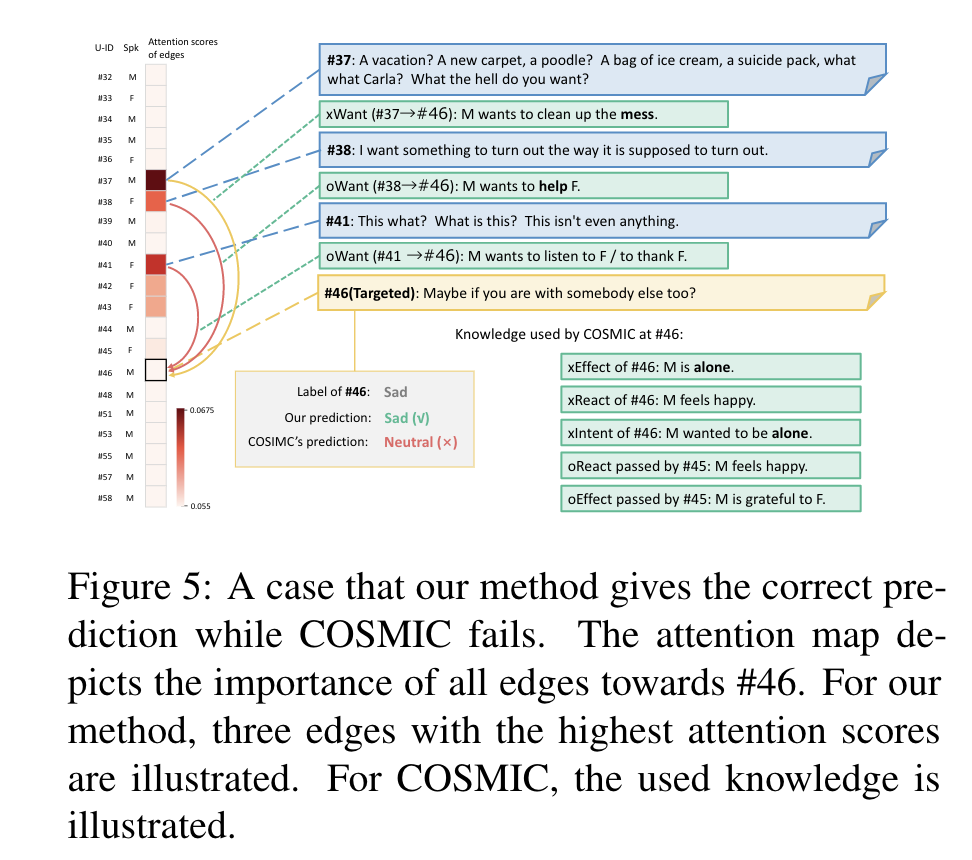 U-ID Spk Attention scores
of edges
#32 M
#33 F
#34 M
#35 M
#36 F
#37 M
#38 F
#39 M
#40 M
#41 F
#42 F
#43 F
#44 M
#45 F
#46 M
#48 M
#51 M
#53 M
#55 M
#57 M
#58 M
0.0675
0.055
#37: A vacation? A new carpet, a poodle? A bag of ice cream, a suicide pack, what
what Carla? What the hell do you want?
xWant (#37→#46): M wants to clean up the mess.
#38: I want something to turn out the way it is supposed to turn out.
oWant (#38→#46): M wants to help F.
#41: This what? What is this? This isn't even anything.
oWant (#41 →#46): M wants to listen to F / to thank F.
#46(Targeted): Maybe if you are with somebody else too?
Label of #46: Sad
Our prediction: Sad (√)
COSIMC's prediction: Neutral (×)
Knowledge used by COSMIC at #46:
xEffect of #46: M is alone.
xReact of #46: M feels happy.
xIntent of #46: M wanted to be alone.
oReact passed by #45: M feels happy.
oEffect passed by #45: M is grateful to F.
Figure 5: A case that our method gives the correct pre-
diction while COSMIC fails. The attention map de-
picts the importance of all edges towards #46. For our
method, three edges with the highest attention scores
are illustrated. For COSMIC, the used knowledge is
illustrated.